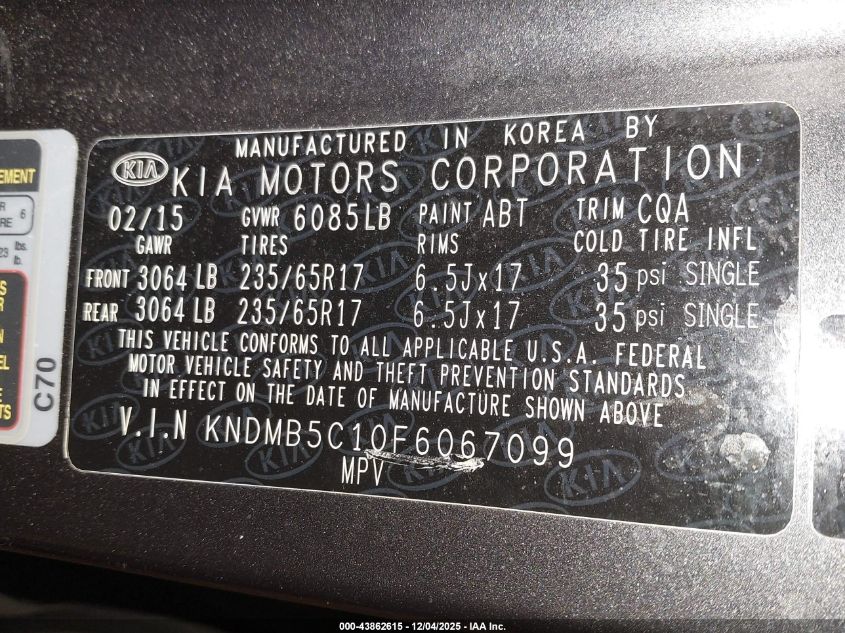 MANUFACTURED IN KOREA BY
KIA KIA MOTORS CORPORATION
02/15 GVWR 6085LB PAINT ABT TRIM CQA
GAWR TIRES RIMS COLD TIRE INFL
FRONT 3064 LB 235/65R17 6.5Jx17 35 psi SINGLE
REAR 3064 LB 235/65R17 6.5Jx17 35 psi SINGLE
THIS VEHICLE CONFORMS TO ALL APPLICABLE U.S.A. FEDERAL
MOTOR VEHICLE SAFETY AND THEFT PREVENTION STANDARDS
IN EFFECT ON THE DATE OF MANUFACTURE SHOWN ABOVE
V.I.N KNDMB5C10F6067099
MPV
C70
6
lbs.
lb.
000-43862615 - 12/04/2025 - IAA Inc.